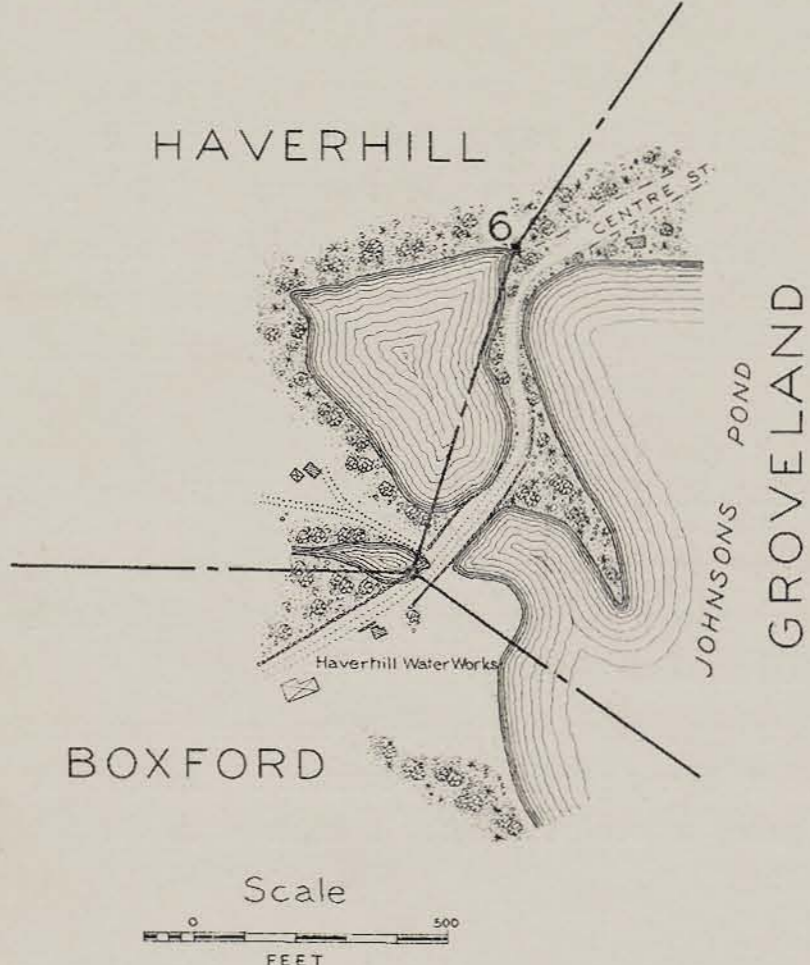 HAVERHILL
6
CENTRE ST.
JOHNSONS POND
GROVELAND
Haverhill Water Works
BOXFORD
Scale
0 500
FEET